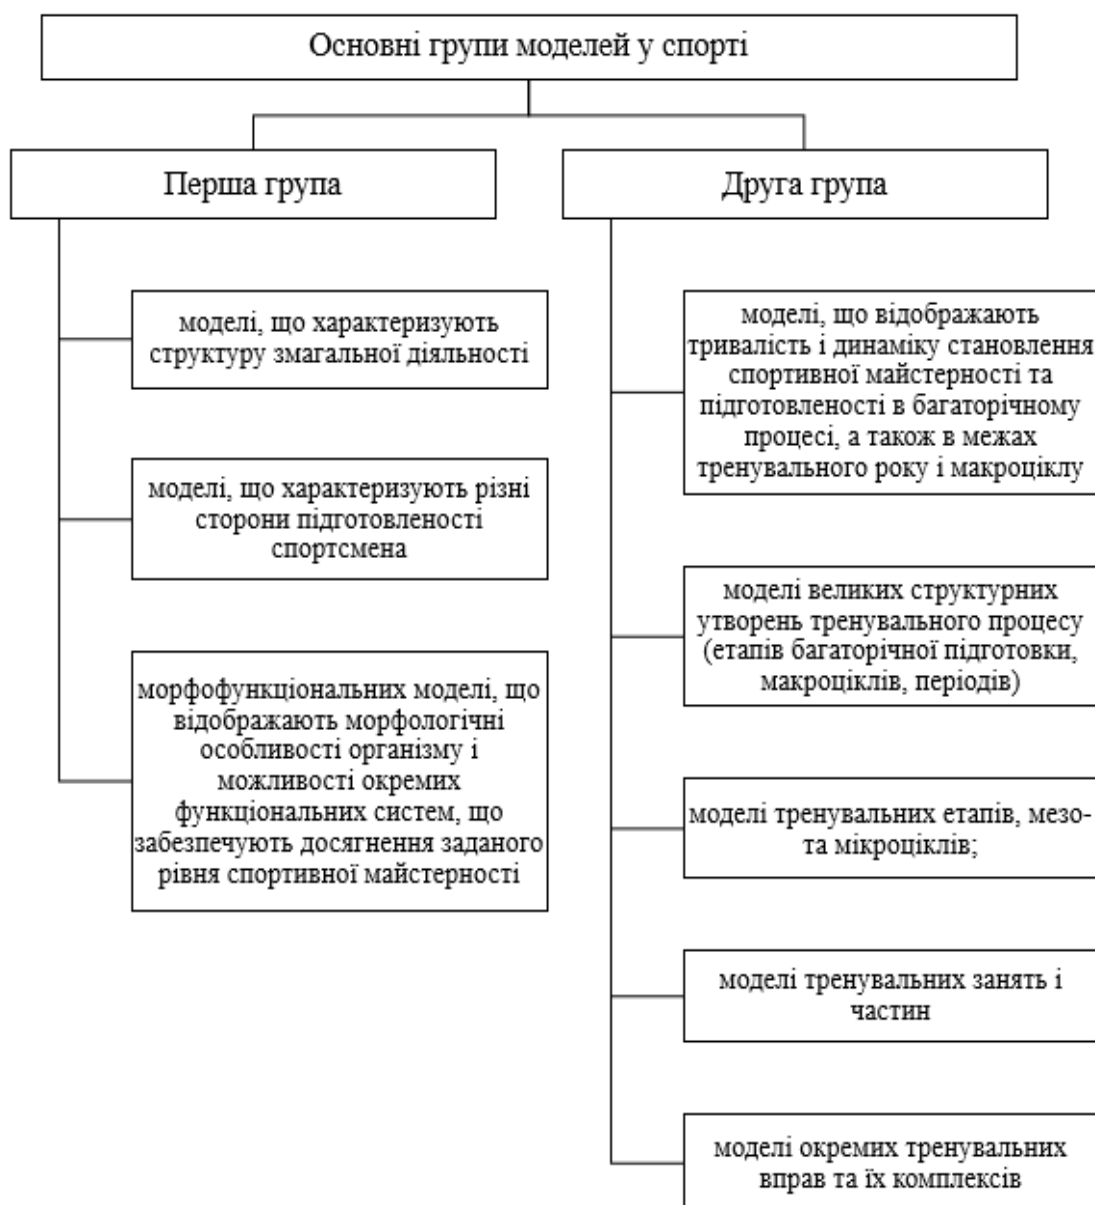 Основні групи моделей у спорті
Перша група
моделі, що характеризують
структуру змагальної діяльності
моделі, що характеризують різні
сторони підготовленості
спортсмена
морфофункціональних моделі, що
відображають морфологічні
особливості організму і
можливості окремих
функціональних систем, що
забезпечують досягнення заданого
рівня спортивної майстерності
Друга група
моделі, що відображають
тривалість і динаміку становлення
спортивної майстерності та
підготовленості в багаторічному
процесі, а також в межах
тренувального року і макроціклу
моделі великих структурних
утворень тренувального процесу
(етапів багаторічної підготовки,
макроціклів, періодів)
моделі тренувальних етапів, мезо-
та мікроціклів;
моделі тренувальних занять і
частин
моделі окремих тренувальних
вправ та їх комплексів